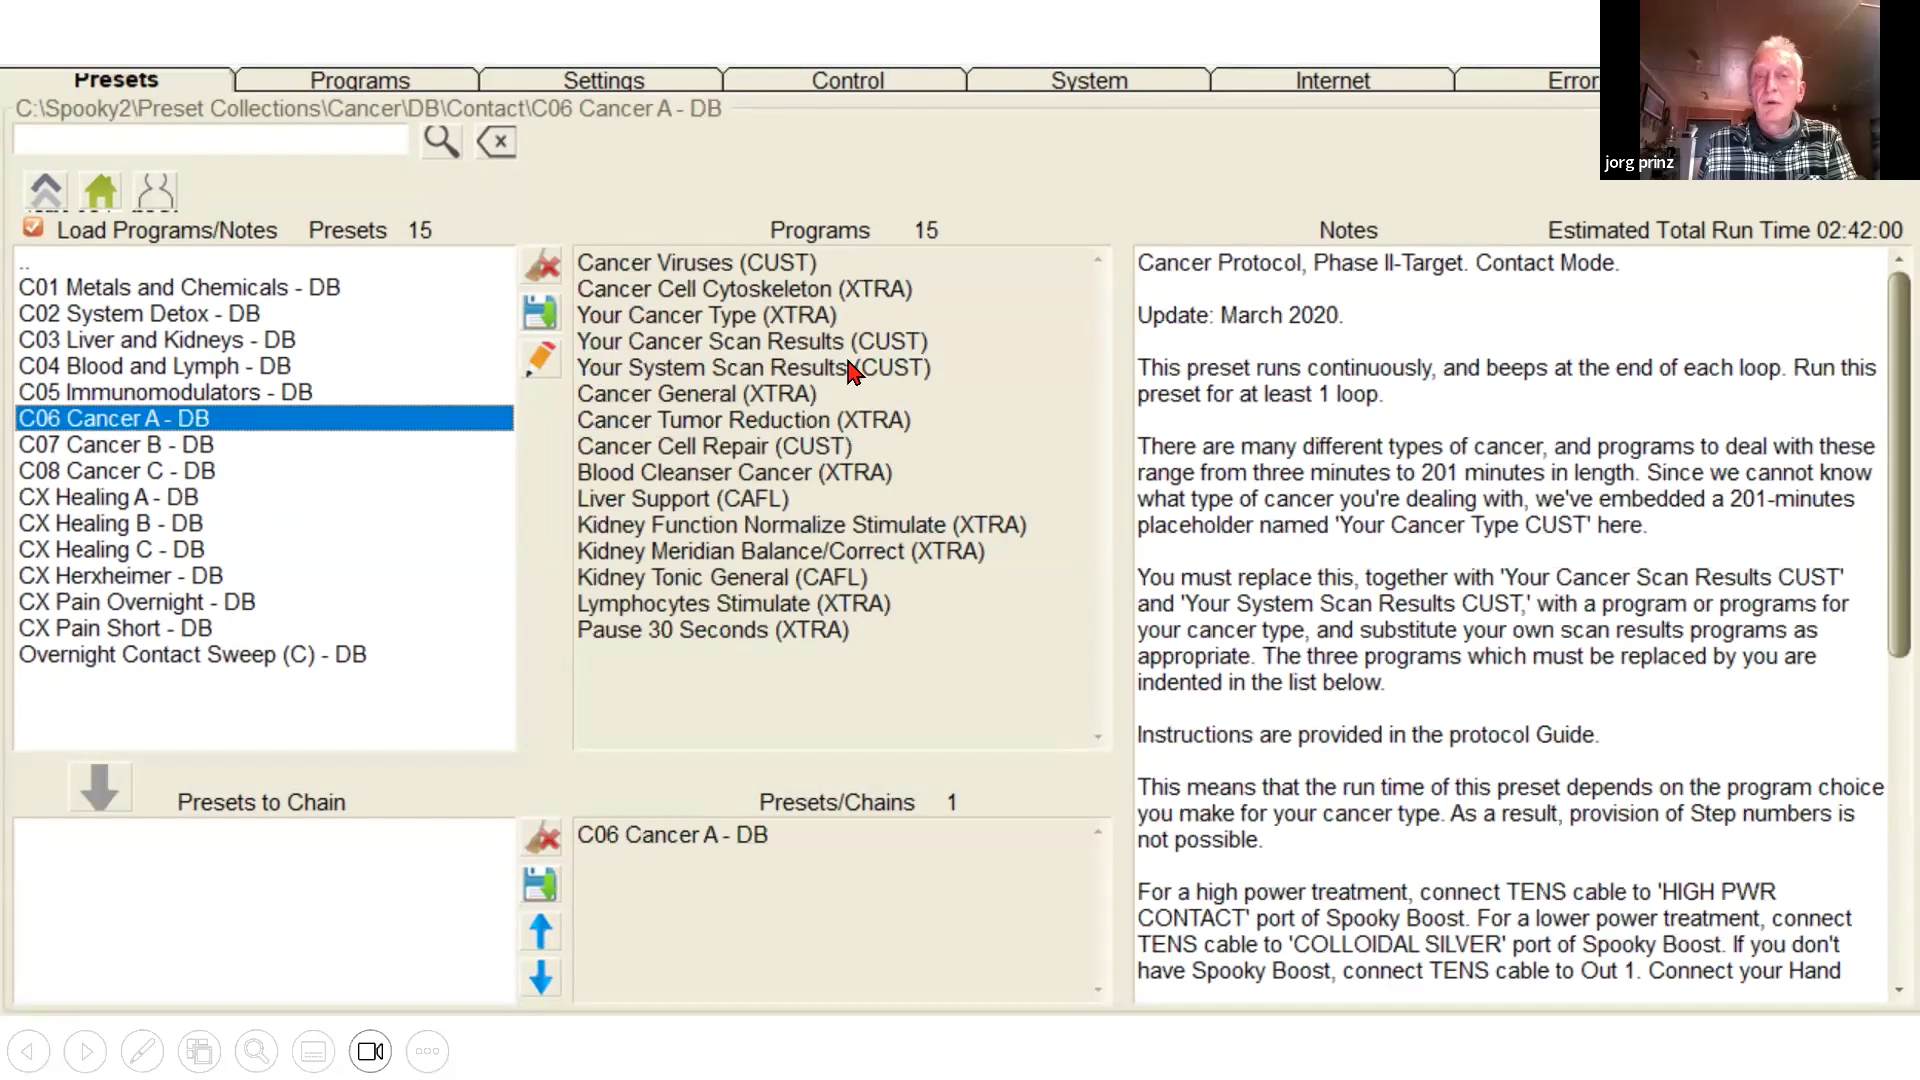 Presets
Programs
Settings
Control
System
Internet
Error
jorg prinz
C:\Spooky2\Preset Collections\Cancer\DB\Contact\C06 Cancer A - DB
Load Programs/Notes Presets 15
Programs 15
Notes
Estimated Total Run Time 02:42:00
..
C01 Metals and Chemicals - DB
C02 System Detox - DB
C03 Liver and Kidneys - DB
C04 Blood and Lymph - DB
C05 Immunomodulators - DB
C06 Cancer A - DB
C07 Cancer B - DB
C08 Cancer C - DB
CX Healing A - DB
CX Healing B - DB
CX Healing C - DB
CX Herxheimer - DB
CX Pain Overnight - DB
CX Pain Short - DB
Overnight Contact Sweep (C) - DB
Cancer Viruses (CUST)
Cancer Cell Cytoskeleton (XTRA)
Your Cancer Type (XTRA)
Your Cancer Scan Results (CUST)
Your System Scan Results (CUST)
Cancer General (XTRA)
Cancer Tumor Reduction (XTRA)
Cancer Cell Repair (CUST)
Blood Cleanser Cancer (XTRA)
Liver Support (CAFL)
Kidney Function Normalize Stimulate (XTRA)
Kidney Meridian Balance/Correct (XTRA)
Kidney Tonic General (CAFL)
Lymphocytes Stimulate (XTRA)
Pause 30 Seconds (XTRA)
Cancer Protocol, Phase II-Target. Contact Mode.
Update: March 2020.
This preset runs continuously, and beeps at the end of each loop. Run this
preset for at least 1 loop.
There are many different types of cancer, and programs to deal with these
range from three minutes to 201 minutes in length. Since we cannot know
what type of cancer you're dealing with, we've embedded a 201-minutes
placeholder named 'Your Cancer Type CUST' here.
You must replace this, together with 'Your Cancer Scan Results CUST'
and 'Your System Scan Results CUST,' with a program or programs for
your cancer type, and substitute your own scan results programs as
appropriate. The three programs which must be replaced by you are
indented in the list below.
Instructions are provided in the protocol Guide.
This means that the run time of this preset depends on the program choice
you make for your cancer type. As a result, provision of Step numbers is
not possible.
For a high power treatment, connect TENS cable to 'HIGH PWR
CONTACT' port of Spooky Boost. For a lower power treatment, connect
TENS cable to 'COLLOIDAL SILVER' port of Spooky Boost. If you don't
have Spooky Boost, connect TENS cable to Out 1. Connect your Hand
Presets to Chain
Presets/Chains 1
C06 Cancer A - DB